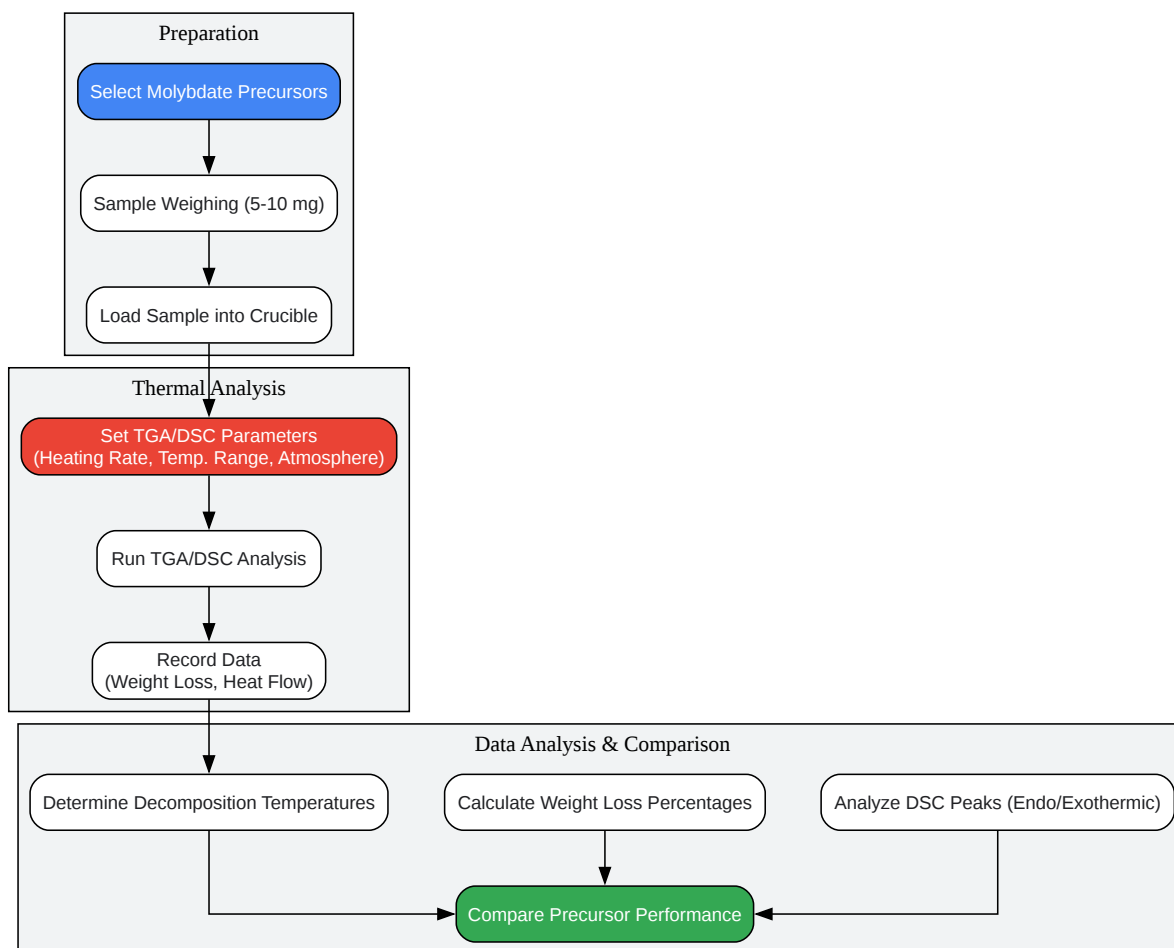 Preparation
Select Molybdate Precursors
Sample Weighing (5-10 mg)
Load Sample into Crucible
Thermal Analysis
Set TGA/DSC Parameters
(Heating Rate, Temp. Range, Atmosphere)
Run TGA/DSC Analysis
Record Data
(Weight Loss, Heat Flow)
Data Analysis & Comparison
Determine Decomposition Temperatures
Calculate Weight Loss Percentages
Analyze DSC Peaks (Endo/Exothermic)
Compare Precursor Performance